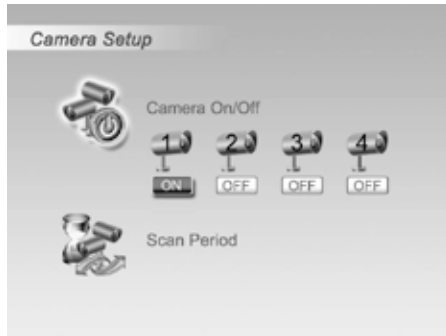 Camera Setup
Camera On/Off
1 2 3 4
ON OFF OFF OFF
Scan Period